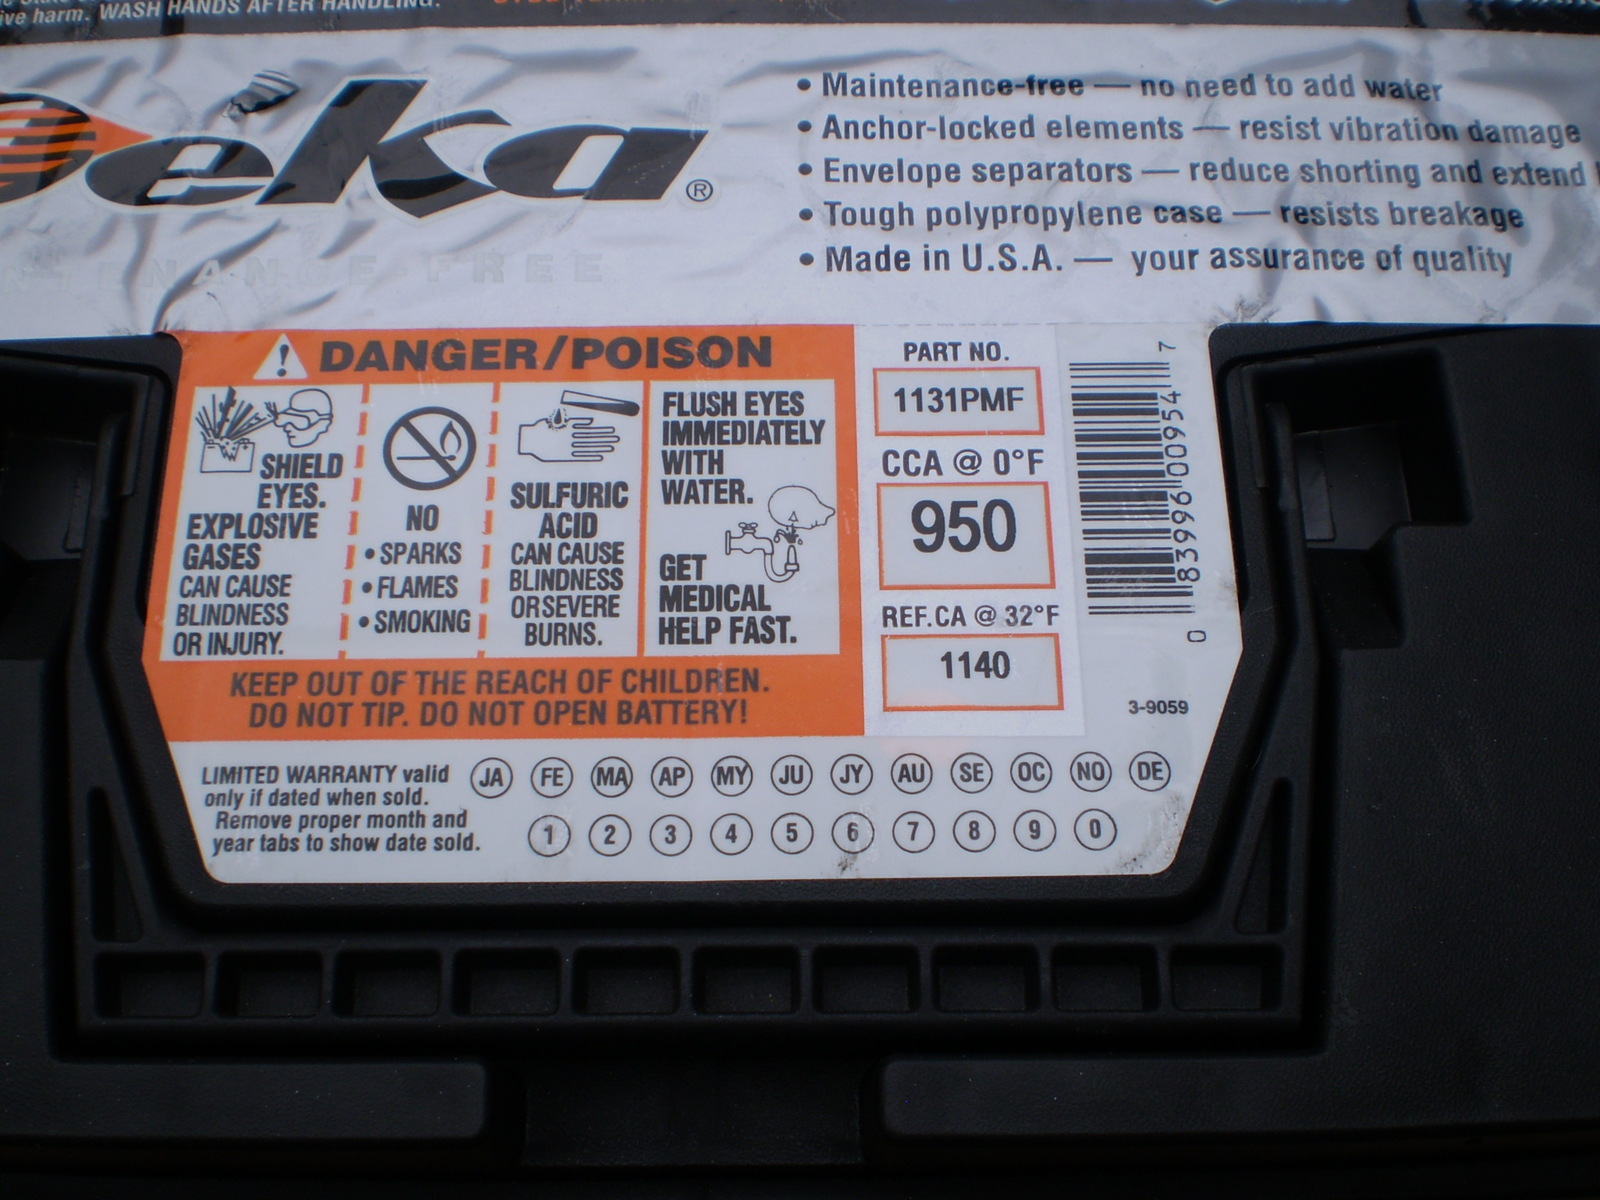 ive harm. WASH HANDS AFTER HANDLING.
Deka®
MAINTENANCE-FREE
• Maintenance-free — no need to add water
• Anchor-locked elements — resist vibration damage
• Envelope separators — reduce shorting and extend
• Tough polypropylene case — resists breakage
• Made in U.S.A. — your assurance of quality
DANGER/POISON
SHIELD
EYES.
EXPLOSIVE
GASES
CAN CAUSE
BLINDNESS
OR INJURY.
NO
• SPARKS
• FLAMES
• SMOKING
SULFURIC
ACID
CAN CAUSE
BLINDNESS
OR SEVERE
BURNS.
FLUSH EYES
IMMEDIATELY
WITH
WATER.
GET
MEDICAL
HELP FAST.
KEEP OUT OF THE REACH OF CHILDREN.
DO NOT TIP. DO NOT OPEN BATTERY!
PART NO.
1131PMF
CCA @ 0°F
950
REF. CA @ 32°F
1140
0 83996 00954 7
3-9059
LIMITED WARRANTY valid
only if dated when sold.
Remove proper month and
year tabs to show date sold.
JA FE MA AP MY JU JY AU SE OC NO DE
1 2 3 4 5 6 7 8 9 0